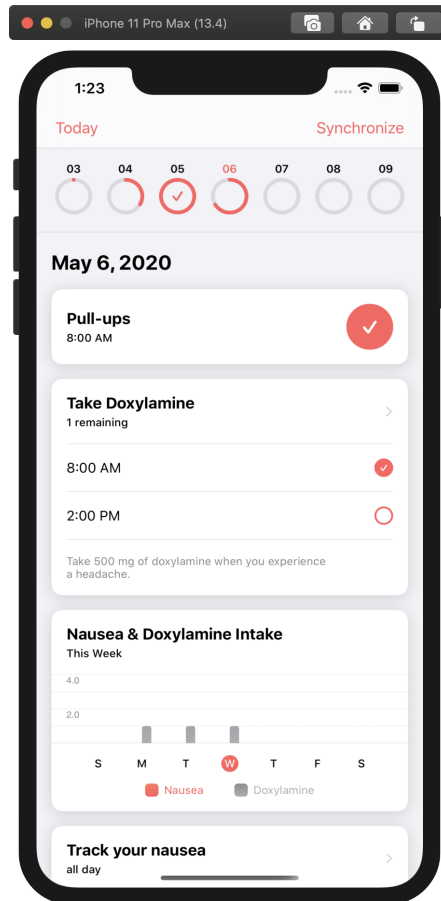 iPhone 11 Pro Max (13.4)
1:23
Today
Synchronize
03 04 05 06 07 08 09
May 6, 2020
Pull-ups
8:00 AM
Take Doxylamine
1 remaining
8:00 AM
2:00 PM
Take 500 mg of doxylamine when you experience
a headache.
Nausea & Doxylamine Intake
This Week
4.0
2.0
S M T W T F S
Nausea Doxylamine
Track your nausea
all day